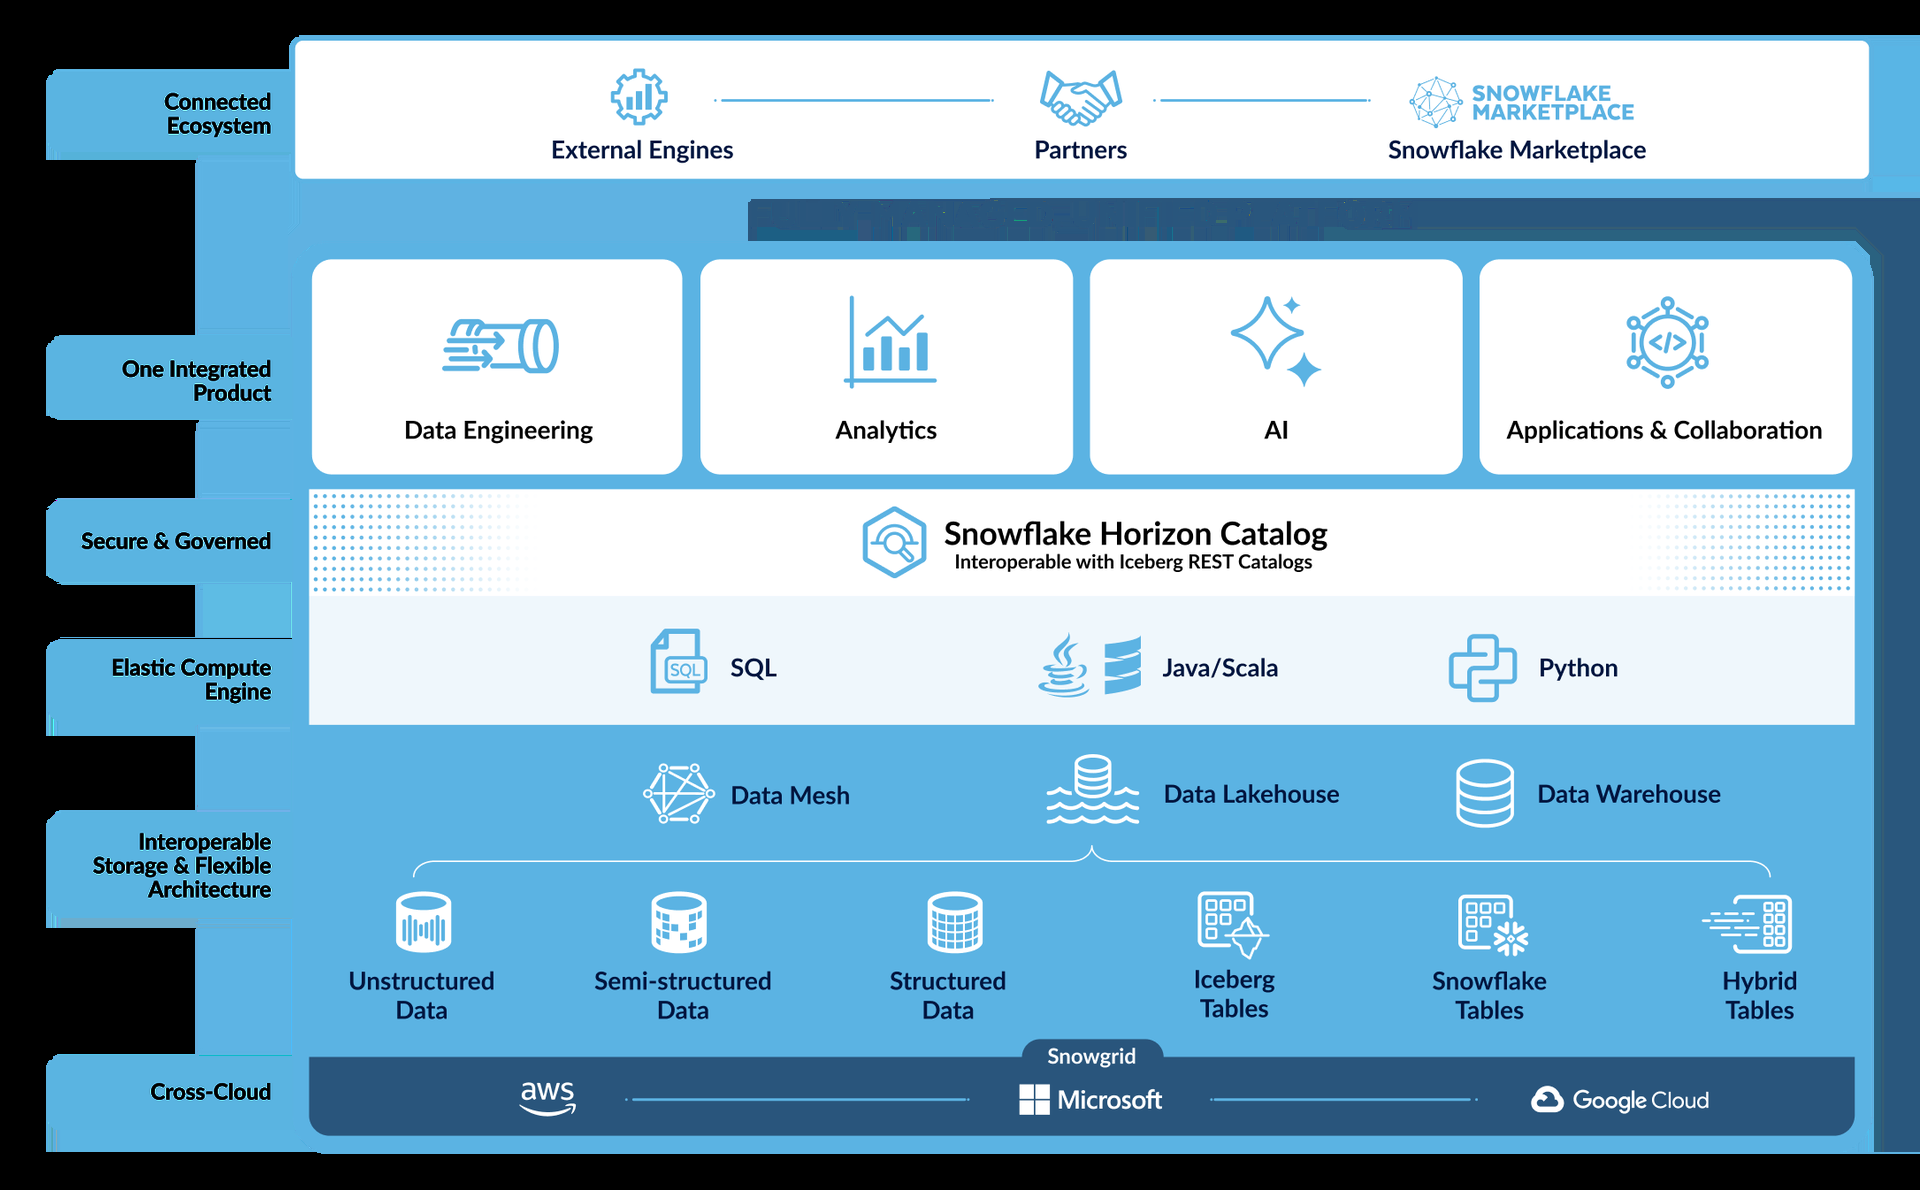 Connected
Ecosystem
External Engines
Partners
SNOWFLAKE
MARKETPLACE
Snowflake Marketplace
One Integrated
Product
Data Engineering
Analytics
AI
</>
Applications & Collaboration
Secure & Governed
Snowflake Horizon Catalog
Interoperable with Iceberg REST Catalogs
Elastic Compute
Engine
SQL
SQL
Java/Scala
Python
Interoperable
Storage & Flexible
Architecture
Data Mesh
Data Lakehouse
Data Warehouse
Unstructured
Data
Semi-structured
Data
Structured
Data
Iceberg
Tables
Snowflake
Tables
Hybrid
Tables
Cross-Cloud
Snowgrid
aws
Microsoft
Google Cloud